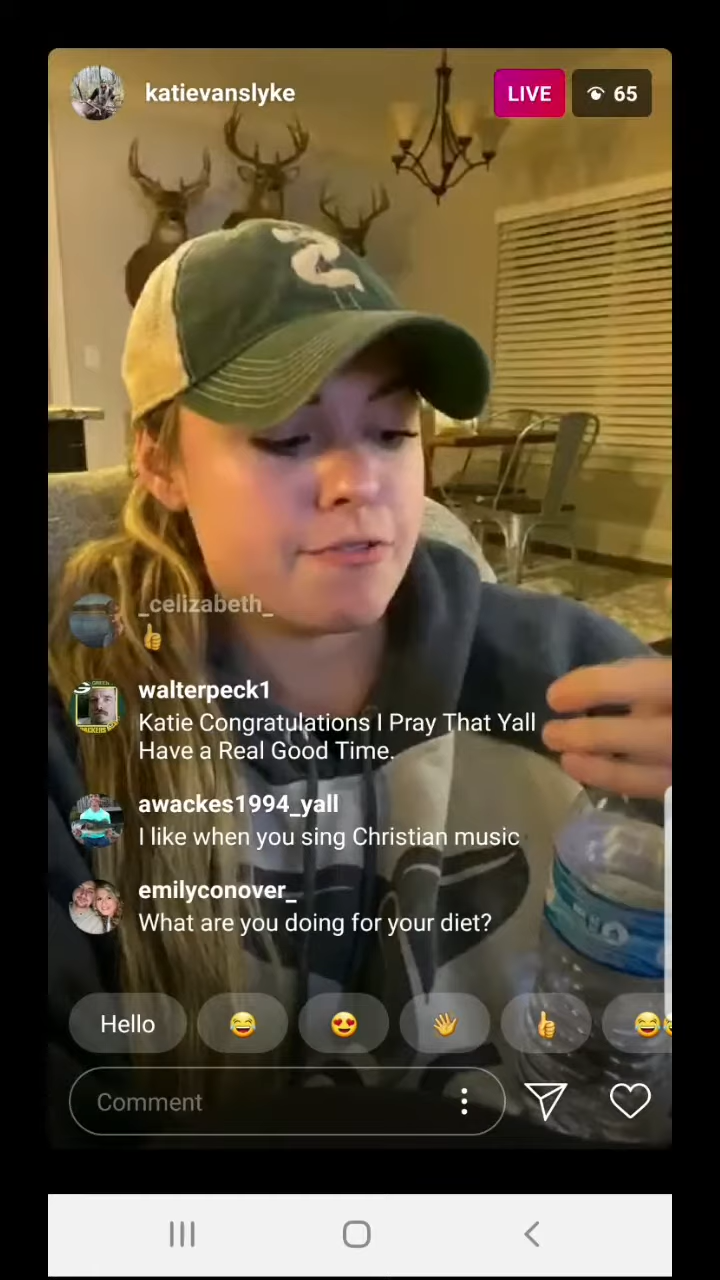 katievanslyke
LIVE
65
_celizabeth_
walterpeck1
Katie Congratulations I Pray That Yall
Have a Real Good Time.
awackes1994_yall
I like when you sing Christian music
emilyconover_
What are you doing for your diet?
Hello
Comment